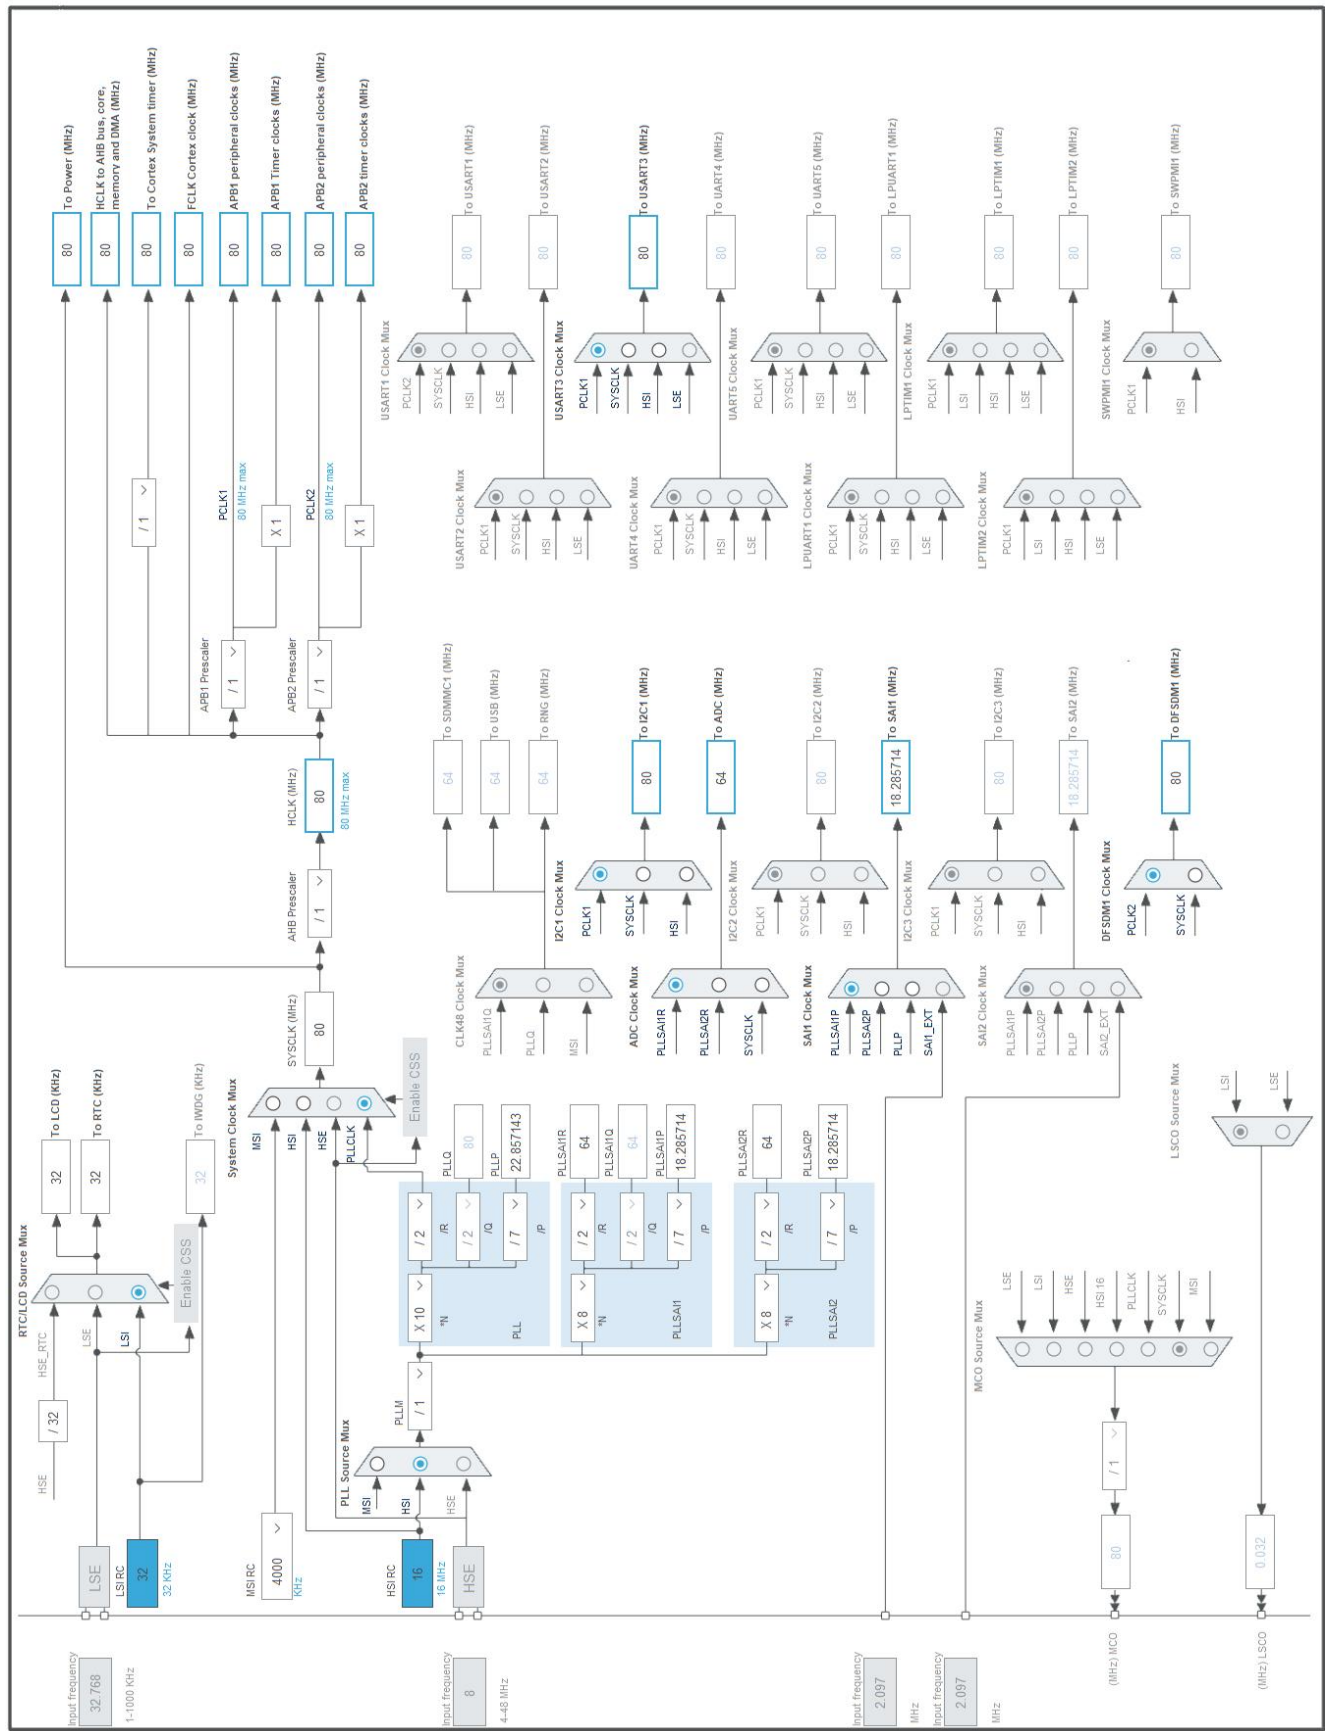 Input frequency
32.768
1-1000 KHz
LSE
LSI RC
32
32 KHz
HSE
/ 32
HSE_RTC
LSE
LSI
RTC/LCD Source Mux
Enable CSS
32
To LCD (KHz)
32
To RTC (KHz)
32
To IWDG (KHz)
MSI RC
4000
KHz
HSI RC
16
16 MHz
Input frequency
8
4-48 MHz
HSE
PLL Source Mux
MSI
HSI
HSE
PLLM
/ 1
X 10
*N
PLL
/ 2
/R
/ 2
/Q
/ 7
/P
PLLQ
80
PLLP
22.857143
X 8
*N
PLLSAI1
/ 2
/R
/ 2
/Q
/ 7
/P
PLLSAI1R
64
PLLSAI1Q
64
PLLSAI1P
18.285714
X 8
*N
PLLSAI2
/ 2
/R
/ 7
/P
PLLSAI2R
64
PLLSAI2P
18.285714
System Clock Mux
MSI
HSI
HSE
PLLCLK
Enable CSS
SYSCLK (MHz)
80
AHB Prescaler
/ 1
HCLK (MHz)
80
80 MHz max
APB1 Prescaler
/ 1
APB2 Prescaler
/ 1
/ 1
PCLK1
80 MHz max
X 1
PCLK2
80 MHz max
X 1
80
To Power (MHz)
80
HCLK to AHB bus, core,
memory and DMA (MHz)
80
To Cortex System timer (MHz)
80
FCLK Cortex clock (MHz)
80
APB1 peripheral clocks (MHz)
80
APB1 Timer clocks (MHz)
80
APB2 peripheral clocks (MHz)
80
APB2 timer clocks (MHz)
CLK48 Clock Mux
PLLSAI1Q
PLLQ
MSI
64
To SDMMC1 (MHz)
64
To USB (MHz)
64
To RNG (MHz)
I2C1 Clock Mux
PCLK1
SYSCLK
HSI
80
To I2C1 (MHz)
ADC Clock Mux
PLLSAI1R
PLLSAI2R
SYSCLK
64
To ADC (MHz)
I2C2 Clock Mux
PCLK1
SYSCLK
HSI
80
To I2C2 (MHz)
SAI1 Clock Mux
PLLSAI1P
PLLSAI2P
PLLP
SAI1_EXT
18.285714
To SAI1 (MHz)
I2C3 Clock Mux
PCLK1
SYSCLK
HSI
80
To I2C3 (MHz)
SAI2 Clock Mux
PLLSAI1P
PLLSAI2P
PLLP
SAI2_EXT
18.285714
To SAI2 (MHz)
DFSDM1 Clock Mux
PCLK2
SYSCLK
80
To DFSDM1 (MHz)
USART1 Clock Mux
PCLK2
SYSCLK
HSI
LSE
80
To USART1 (MHz)
USART2 Clock Mux
PCLK1
SYSCLK
HSI
LSE
80
To USART2 (MHz)
USART3 Clock Mux
PCLK1
SYSCLK
HSI
LSE
80
To USART3 (MHz)
UART4 Clock Mux
PCLK1
SYSCLK
HSI
LSE
80
To UART4 (MHz)
UART5 Clock Mux
PCLK1
SYSCLK
HSI
LSE
80
To UART5 (MHz)
LPUART1 Clock Mux
PCLK1
SYSCLK
HSI
LSE
80
To LPUART1 (MHz)
LPTIM1 Clock Mux
PCLK1
LSI
HSI
LSE
80
To LPTIM1 (MHz)
LPTIM2 Clock Mux
PCLK1
LSI
HSI
LSE
80
To LPTIM2 (MHz)
SWPMI1 Clock Mux
PCLK1
HSI
80
To SWPMI1 (MHz)
Input frequency
2.097
MHz
Input frequency
2.097
MHz
(MHz) MCO
80
/ 1
MCO Source Mux
LSE
LSI
HSE
HSI 16
PLLCLK
SYSCLK
MSI
(MHz) LSCO
0.032
LSCO Source Mux
LSI
LSE